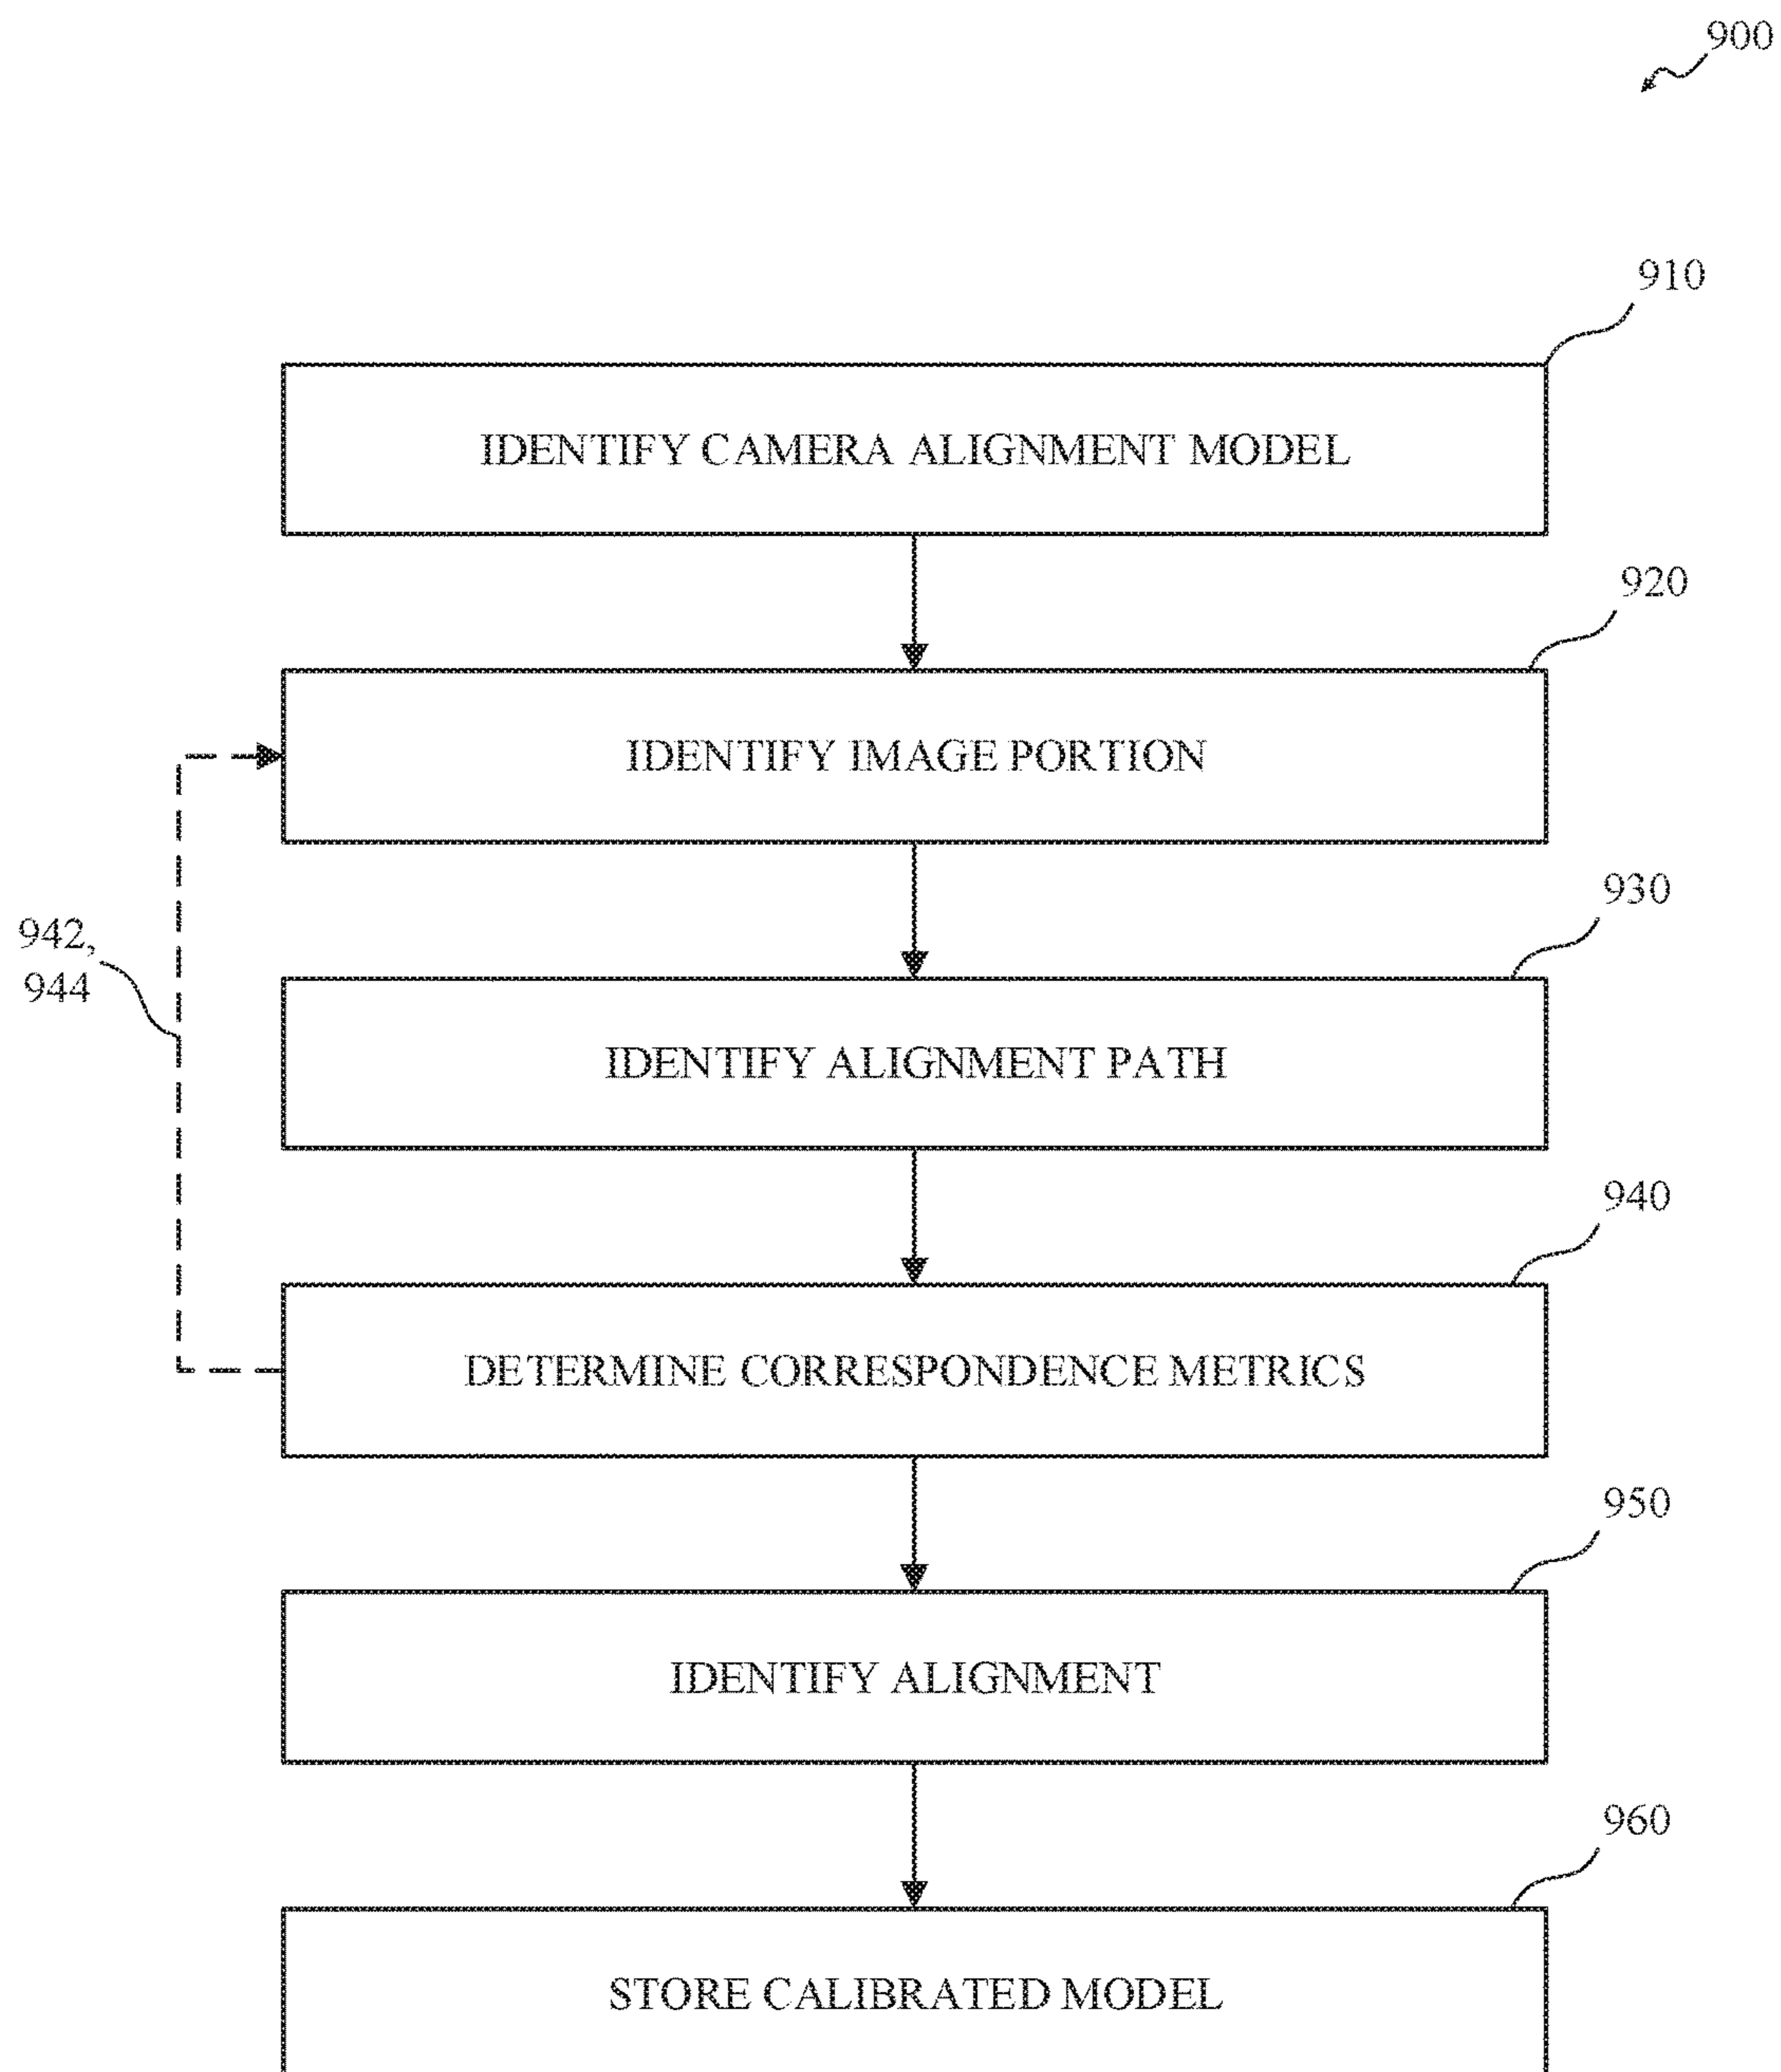 900
910
IDENTIFY CAMERA ALIGNMENT MODEL
920
IDENTIFY IMAGE PORTION
930
942,
944
IDENTIFY ALIGNMENT PATH
940
DETERMINE CORRESPONDENCE METRICS
950
IDENTIFY ALIGNMENT
960
STORE CALIBRATED MODEL